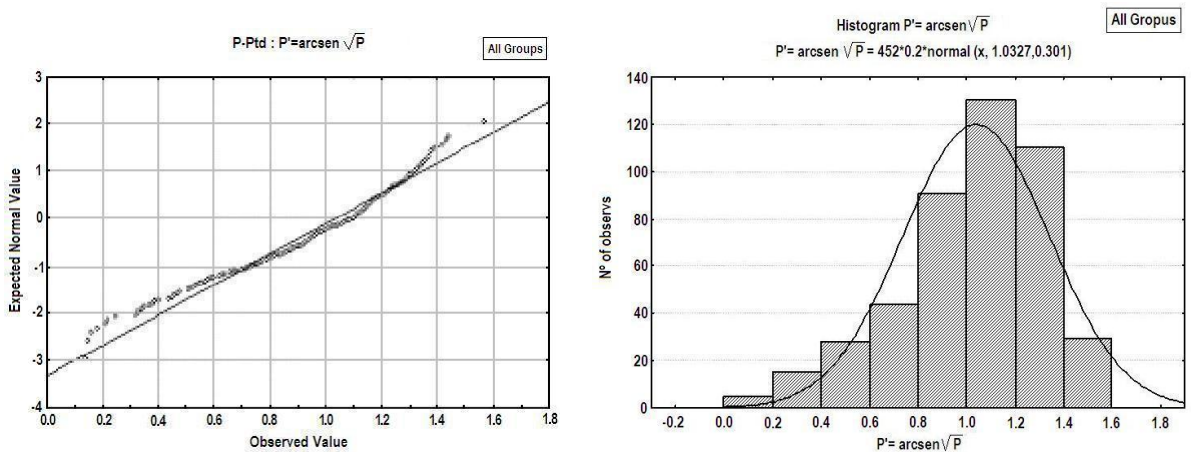 P-Ptd : P'=arcsen √P
All Groups
Expected Normal Value
3
2
1
0
-1
-2
-3
-4
0.0 0.2 0.4 0.6 0.8 1.0 1.2 1.4 1.6 1.8
Observed Value
Histogram P'= arcsen √P
All Gropus
P'= arcsen √P = 452*0.2*normal (x, 1.0327,0.301)
Nº of observs
140
120
100
80
60
40
20
0
-0.2 0.0 0.2 0.4 0.6 0.8 1.0 1.2 1.4 1.6 1.8
P'= arcsen√P